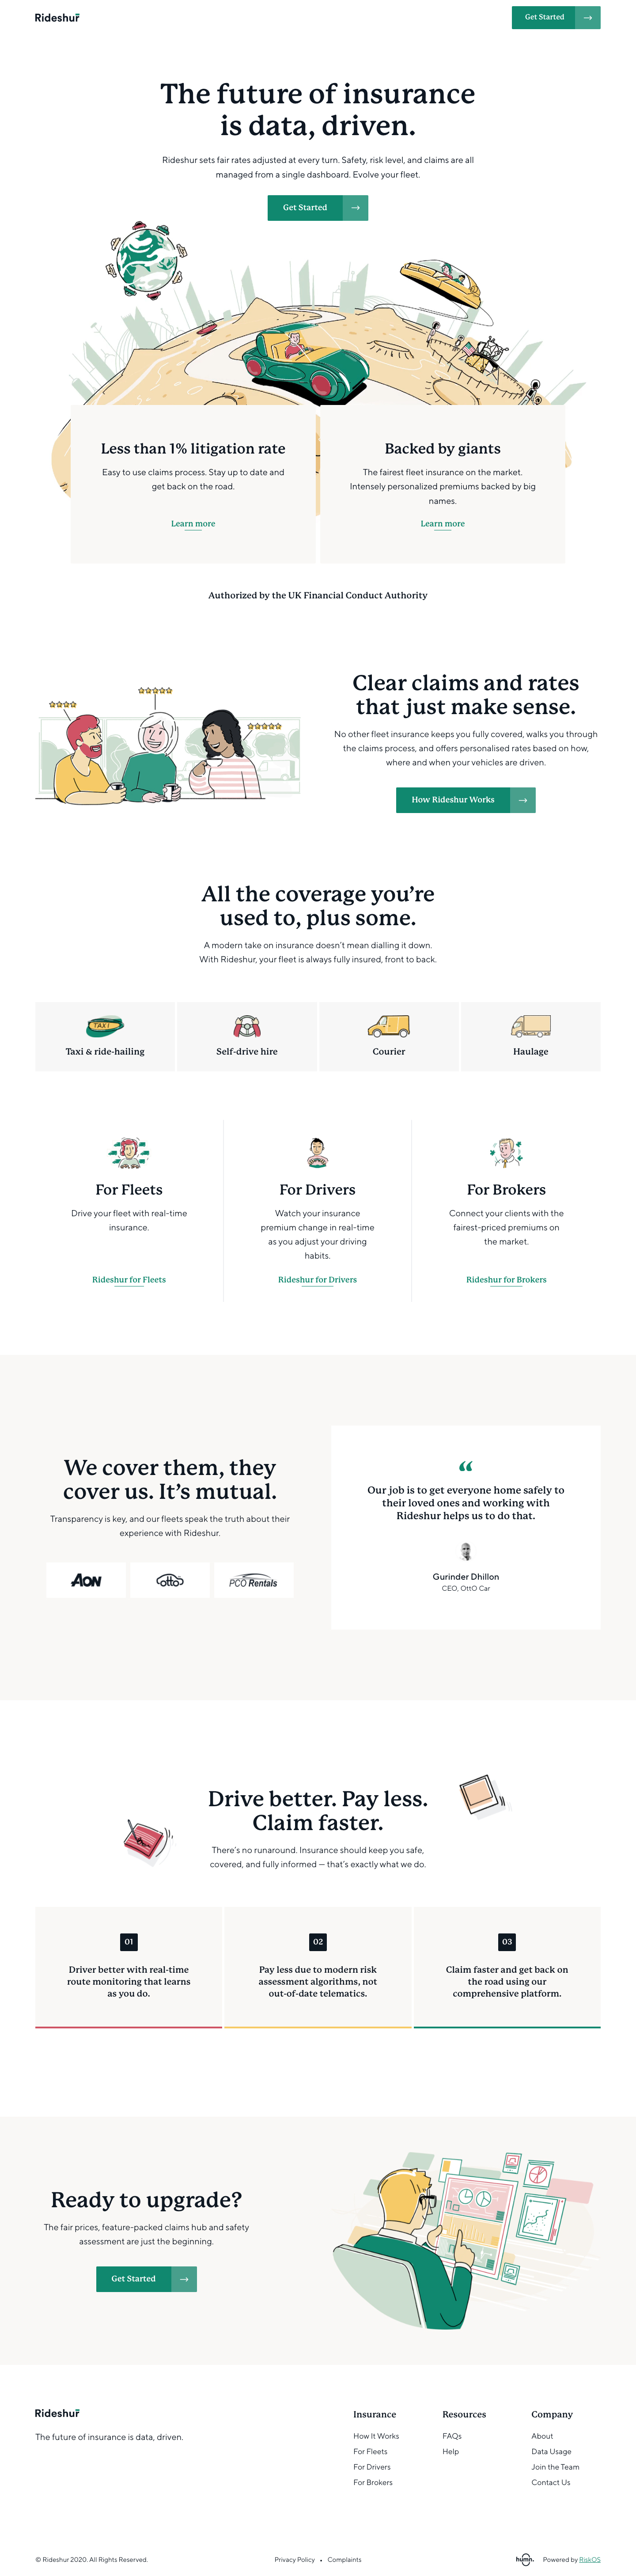 Rideshur
Get Started →
The future of insurance
is data, driven.
Rideshur sets fair rates adjusted at every turn. Safety, risk level, and claims are all
managed from a single dashboard. Evolve your fleet.
Get Started →
Less than 1% litigation rate
Easy to use claims process. Stay up to date and
get back on the road.
Learn more
Backed by giants
The fairest fleet insurance on the market.
Intensely personalized premiums backed by big
names.
Learn more
Authorized by the UK Financial Conduct Authority
Clear claims and rates
that just make sense.
No other fleet insurance keeps you fully covered, walks you through
the claims process, and offers personalised rates based on how,
where and when your vehicles are driven.
How Rideshur Works →
All the coverage you’re
used to, plus some.
A modern take on insurance doesn’t mean dialling it down.
With Rideshur, your fleet is always fully insured, front to back.
TAXI
Taxi & ride-hailing
Self-drive hire
Courier
Haulage
For Fleets
Drive your fleet with real-time
insurance.
Rideshur for Fleets
For Drivers
Watch your insurance
premium change in real-time
as you adjust your driving
habits.
Rideshur for Drivers
For Brokers
Connect your clients with the
fairest-priced premiums on
the market.
Rideshur for Brokers
We cover them, they
cover us. It’s mutual.
Transparency is key, and our fleets speak the truth about their
experience with Rideshur.
AON
otto
PCO Rentals
“
Our job is to get everyone home safely to
their loved ones and working with
Rideshur helps us to do that.
Gurinder Dhillon
CEO, OttO Car
Drive better. Pay less.
Claim faster.
There’s no runaround. Insurance should keep you safe,
covered, and fully informed — that’s exactly what we do.
01
Driver better with real-time
route monitoring that learns
as you do.
02
Pay less due to modern risk
assessment algorithms, not
out-of-date telematics.
03
Claim faster and get back on
the road using our
comprehensive platform.
Ready to upgrade?
The fair prices, feature-packed claims hub and safety
assessment are just the beginning.
Get Started →
Rideshur
The future of insurance is data, driven.
Insurance
How It Works
For Fleets
For Drivers
For Brokers
Resources
FAQs
Help
Company
About
Data Usage
Join the Team
Contact Us
© Rideshur 2020. All Rights Reserved.
Privacy Policy • Complaints
humn.
Powered by RiskOS